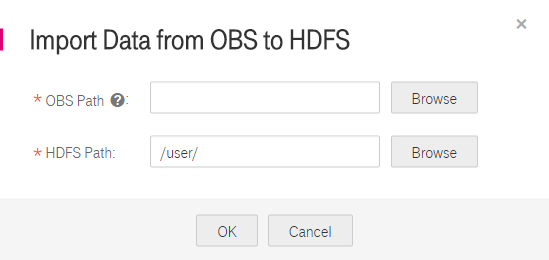 ×
Import Data from OBS to HDFS
* OBS Path ?: Browse
* HDFS Path: /user/ Browse
OK Cancel